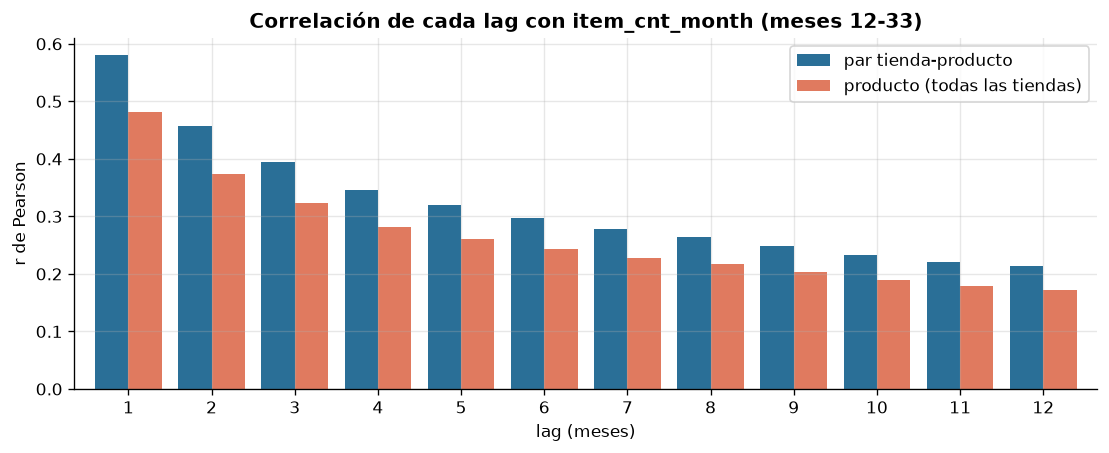 Correlación de cada lag con item_cnt_month (meses 12-33)
par tienda-producto
producto (todas las tiendas)
r de Pearson
0.6
0.5
0.4
0.3
0.2
0.1
0.0
1 2 3 4 5 6 7 8 9 10 11 12
lag (meses)